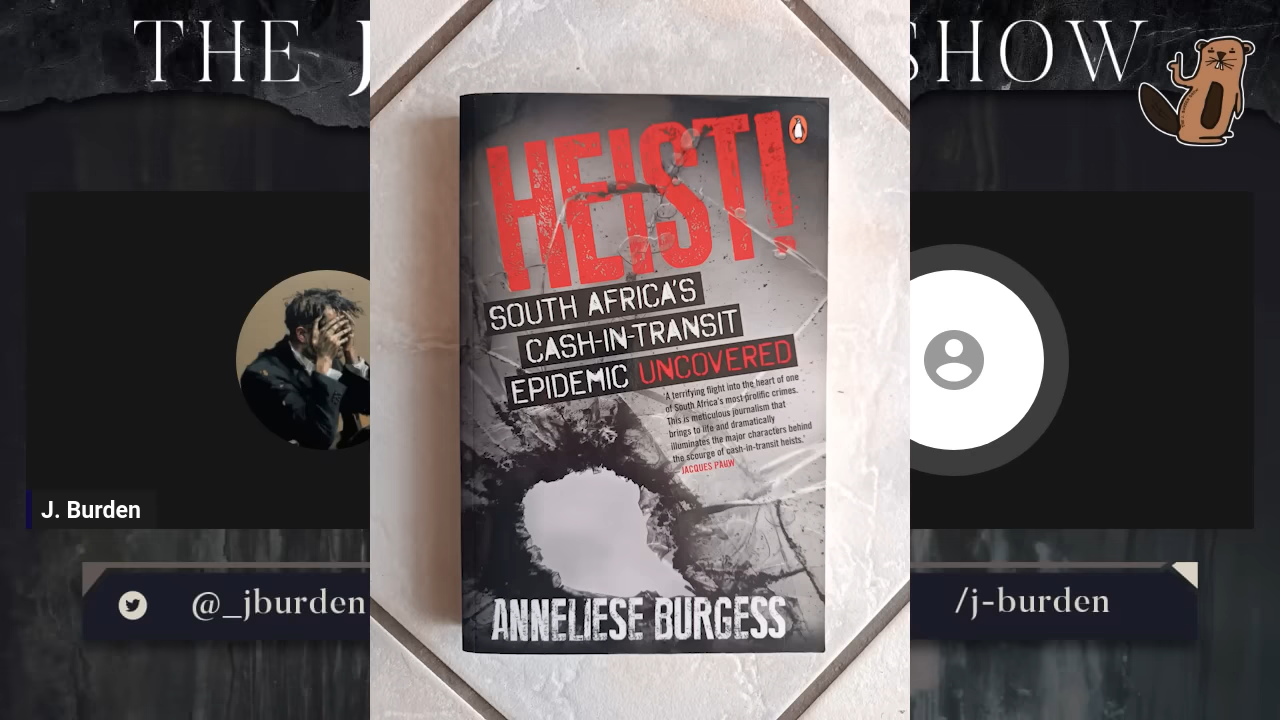 THE J
SHOW
HEIST!
SOUTH AFRICA'S
CASH-IN-TRANSIT
EPIDEMIC UNCOVERED
'A terrifying flight into the heart of one
of South Africa's most prolific crimes.
This is meticulous journalism that
brings to life and dramatically
illuminates the major characters behind
the scourge of cash-in-transit heists.'
JACQUES PAUW
ANNELIESE BURGESS
J. Burden
@_jburden
/j-burden